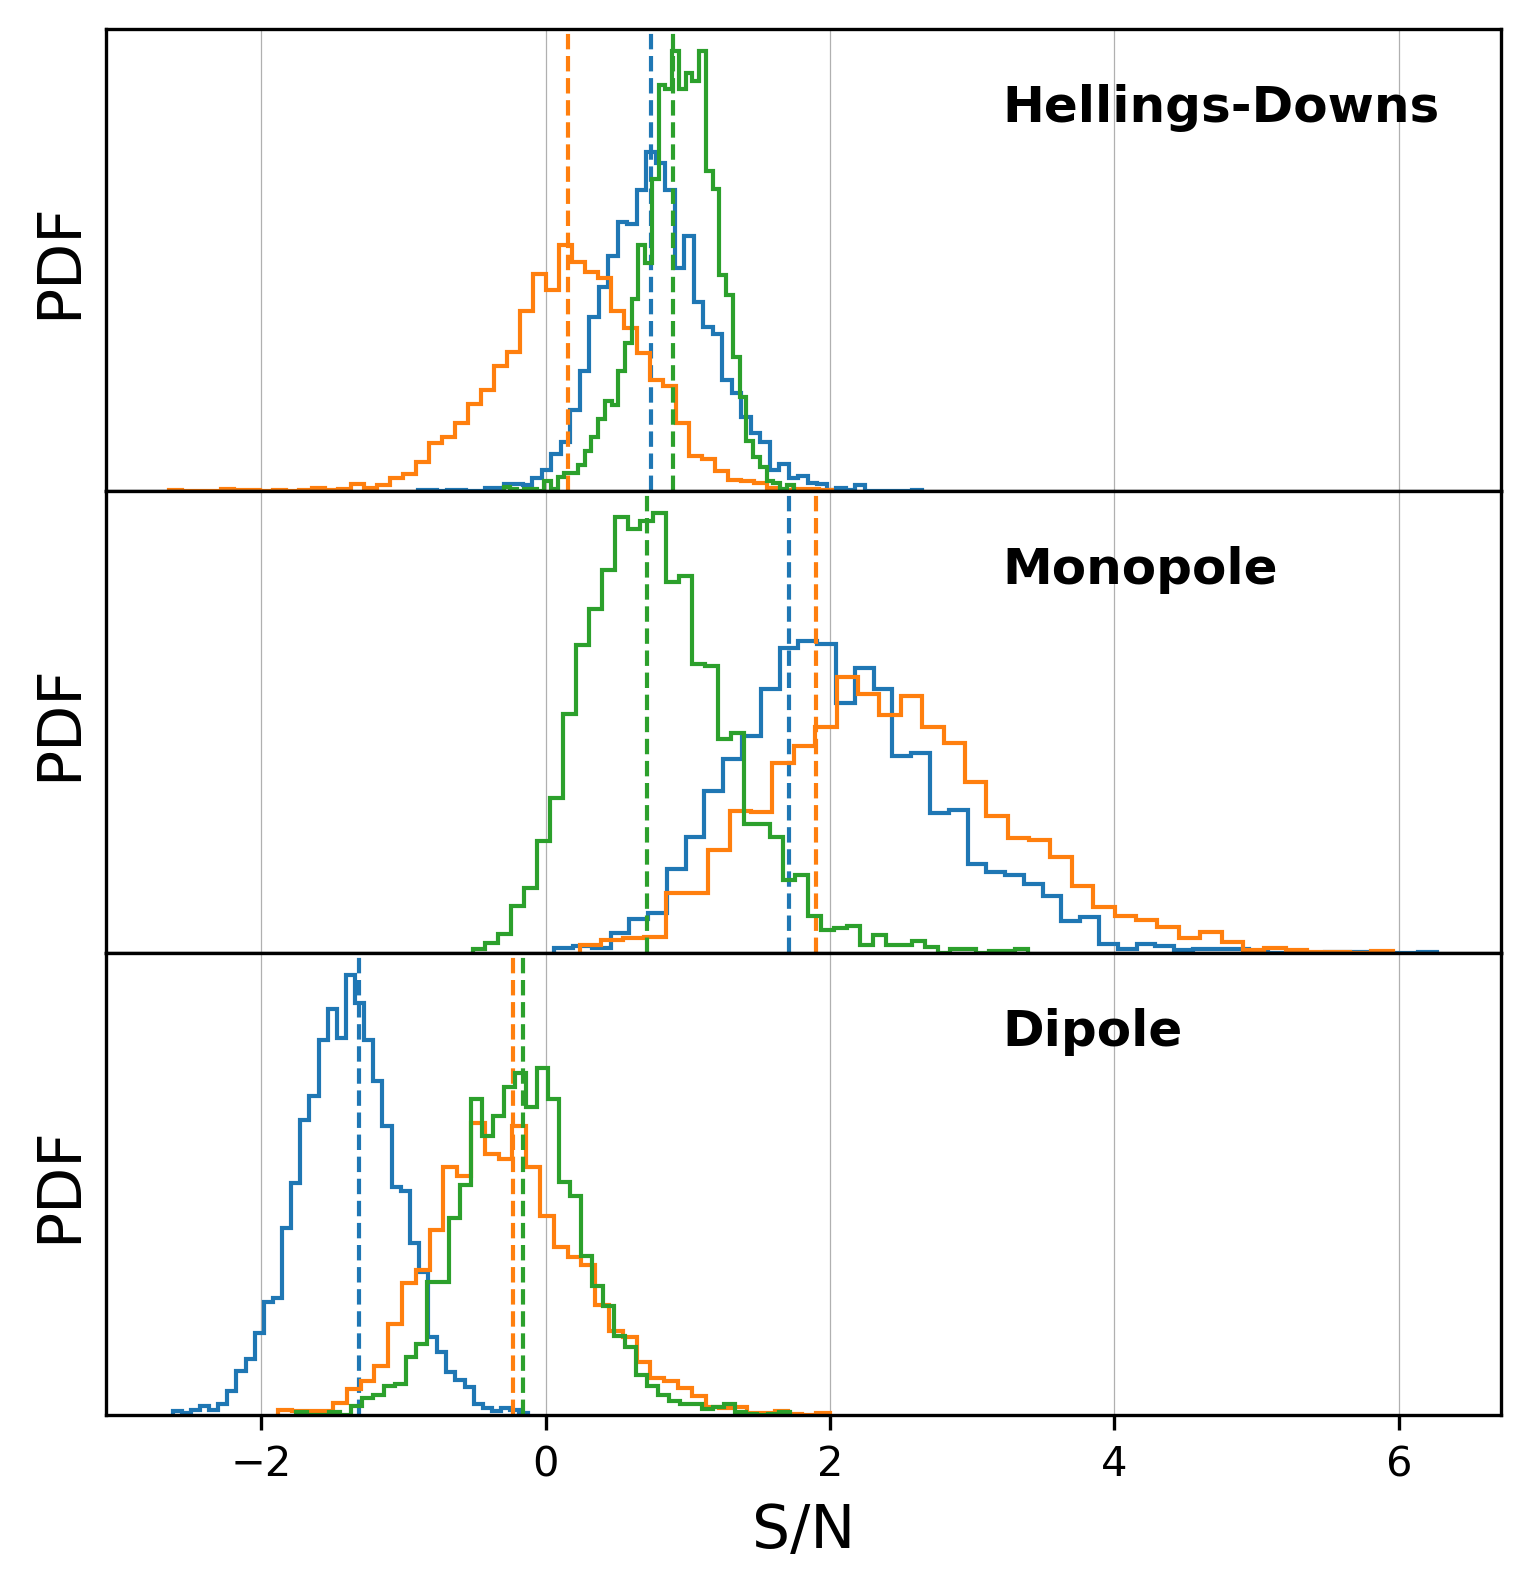 Hellings-Downs
PDF
Monopole
PDF
Dipole
PDF
−2 0 2 4 6
S/N